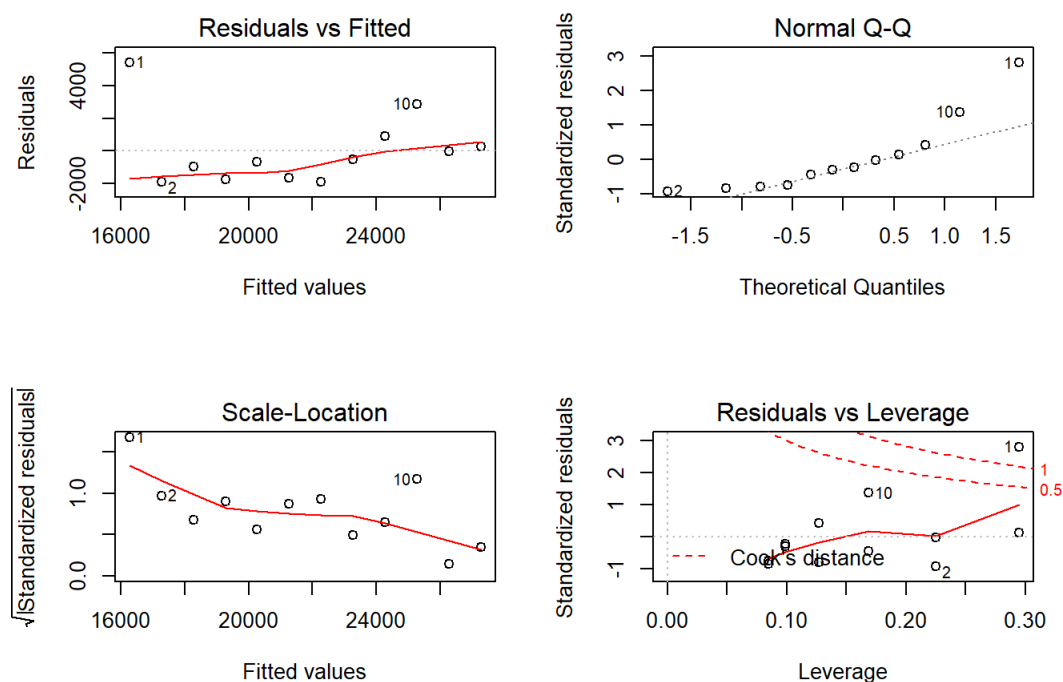 Residuals vs Fitted
Residuals
4000
-2000
1
2
10
16000 20000 24000
Fitted values
Normal Q-Q
Standardized residuals
3
2
1
0
-1
1
10
2
-1.5 -0.5 0.5 1.0 1.5
Theoretical Quantiles
Scale-Location
√|Standardized residuals|
1.0
0.0
1
2
10
16000 20000 24000
Fitted values
Residuals vs Leverage
Standardized residuals
3
2
1
-1
1
10
2
1
0.5
Cook's distance
0.00 0.10 0.20 0.30
Leverage